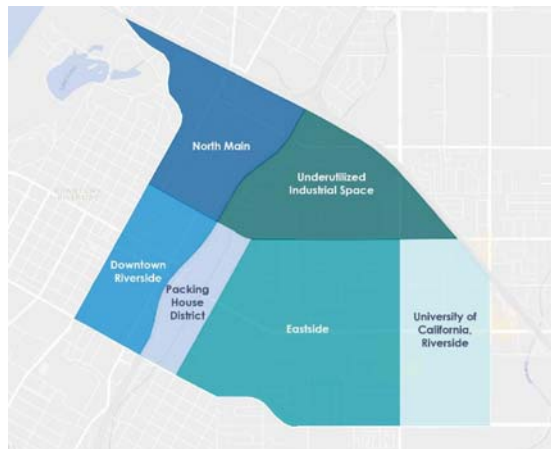 North Main
Underutilized
Industrial Space
Downtown
Riverside
Packing
House
District
Eastside
University of
California,
Riverside